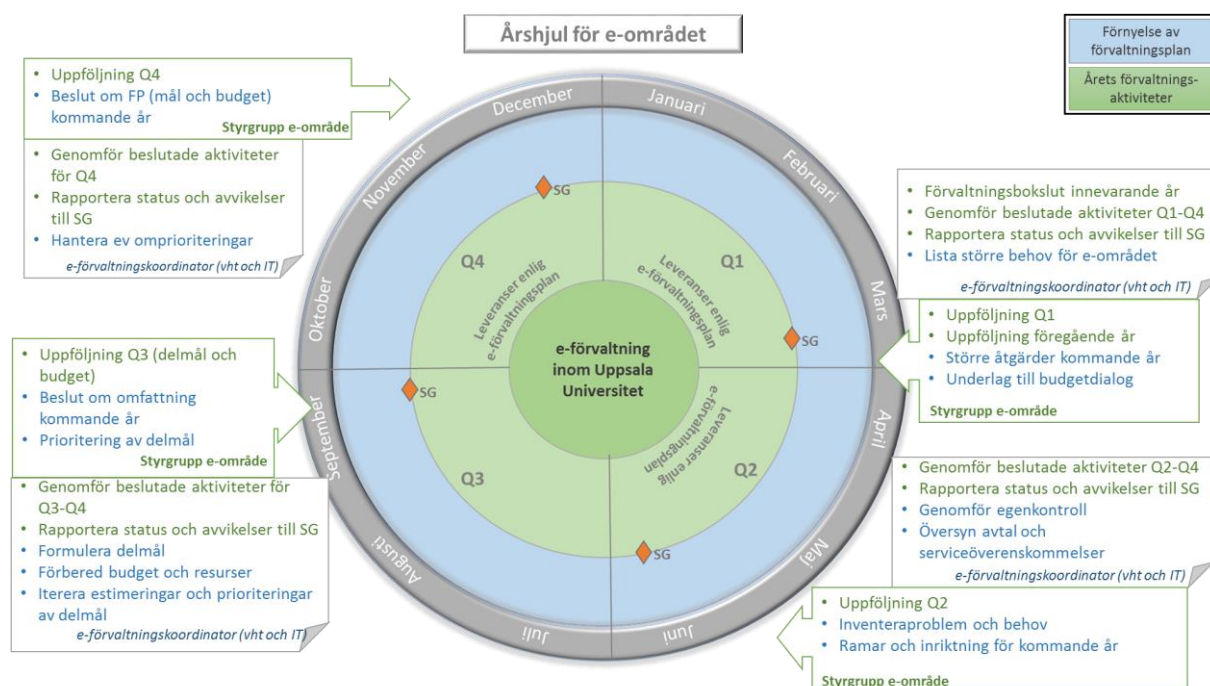 Årshjul för e-området
Förnyelse av
förvaltningsplan
Årets förvaltnings-
aktiviteter
• Uppföljning Q4
• Beslut om FP (mål och budget)
kommande år
Styrgrupp e-område
• Genomför beslutade aktiviteter
för Q4
• Rapportera status och avvikelser
till SG
• Hantera ev omprioriteringar
e-förvaltningskoordinator (vht och IT)
• Uppföljning Q3 (delmål och
budget)
• Beslut om omfattning
kommande år
• Prioritering av delmål
Styrgrupp e-område
• Genomför beslutade aktiviteter för
Q3-Q4
• Rapportera status och avvikelser till SG
• Formulera delmål
• Förbered budget och resurser
• Iterera estimeringar och prioriteringar
av delmål
e-förvaltningskoordinator (vht och IT)
Januari
Februari
Mars
April
Maj
Juni
Juli
Augusti
September
Oktober
November
December
SG
SG
SG
SG
Q4
Q1
Q3
Q2
Leveranser enlig
e-förvaltningsplan
Leveranser enlig
e-förvaltningsplan
Leveranser enlig
e-förvaltningsplan
e-förvaltning
inom Uppsala
Universitet
• Förvaltningsbokslut innevarande år
• Genomför beslutade aktiviteter Q1-Q4
• Rapportera status och avvikelser till SG
• Lista större behov för e-området
e-förvaltningskoordinator (vht och IT)
• Uppföljning Q1
• Uppföljning föregående år
• Större åtgärder kommande år
• Underlag till budgetdialog
Styrgrupp e-område
• Genomför beslutade aktiviteter Q2-Q4
• Rapportera status och avvikelser till SG
• Genomför egenkontroll
• Översyn avtal och
serviceöverenskommelser
e-förvaltningskoordinator (vht och IT)
• Uppföljning Q2
• Inventeraproblem och behov
• Ramar och inriktning för kommande år
Styrgrupp e-område